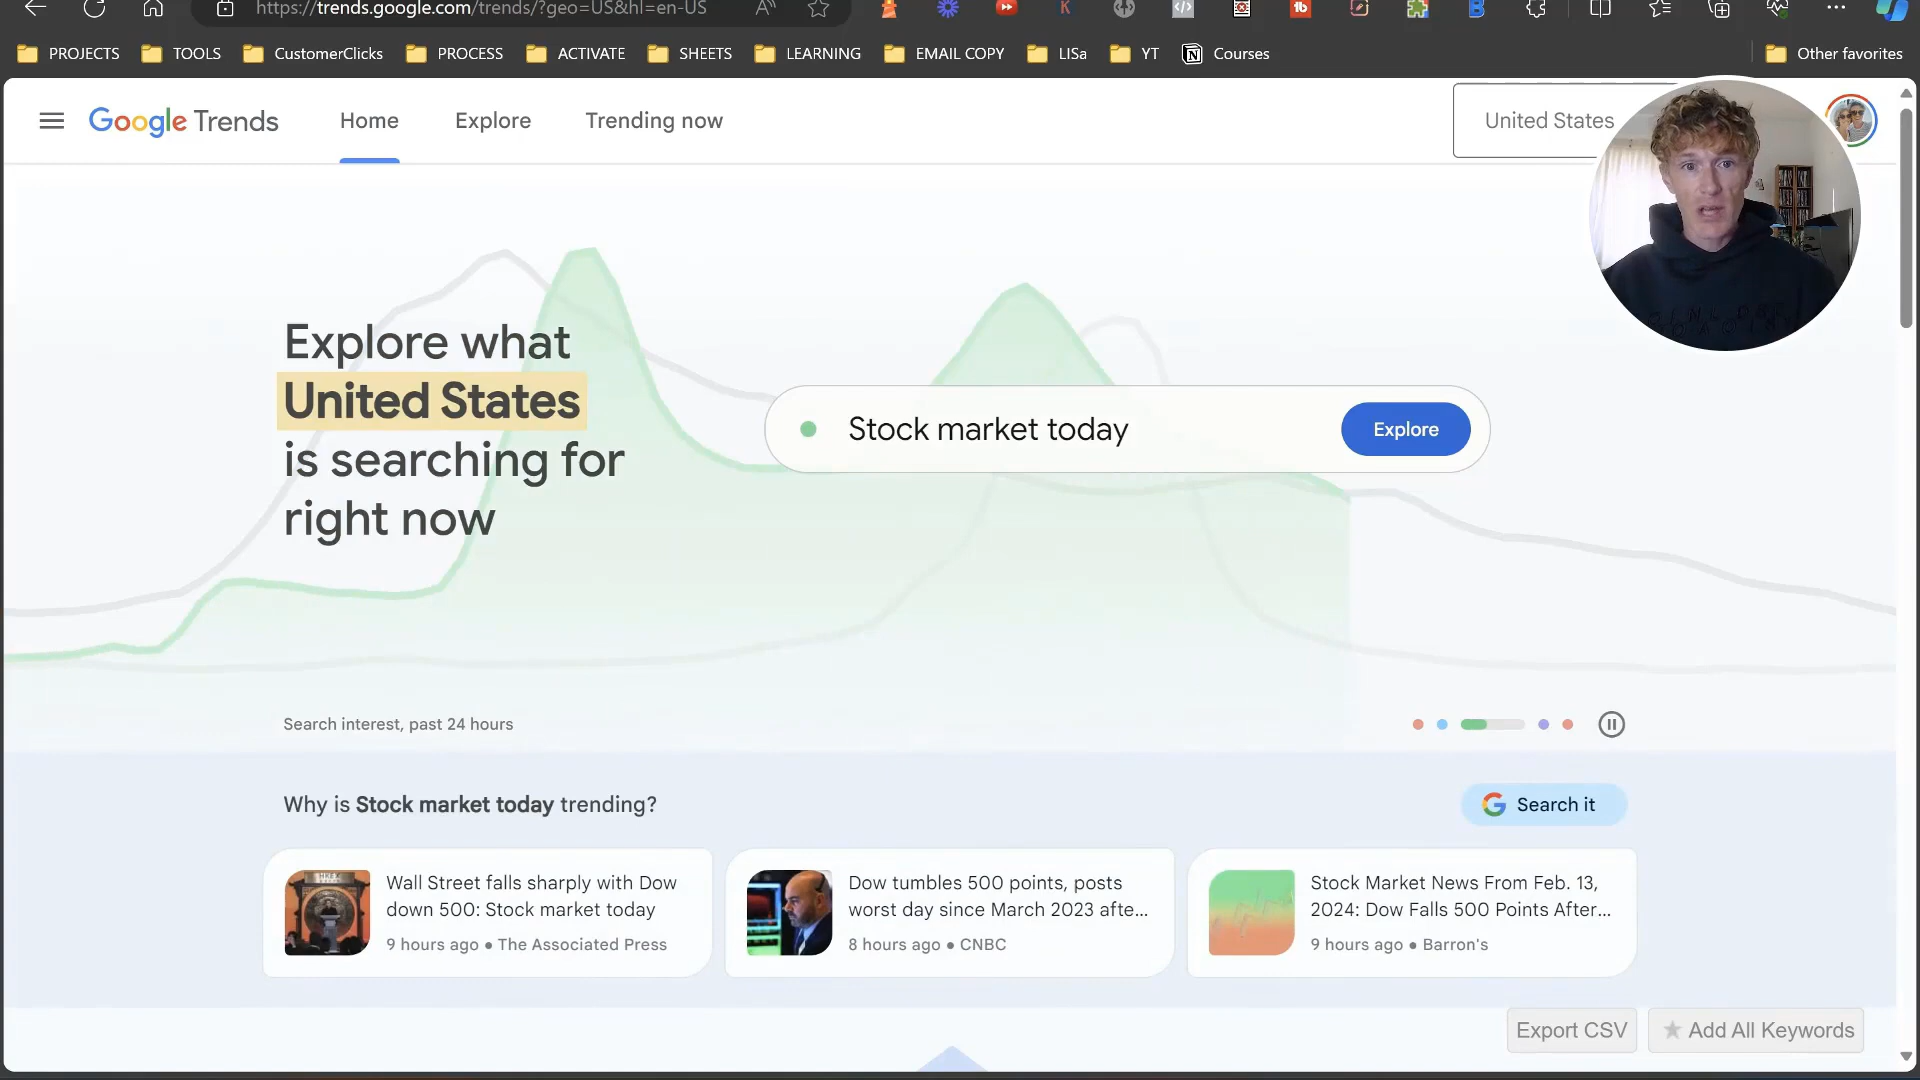 https://trends.google.com/trends/?geo=US&hl=en-US
PROJECTS
TOOLS
CustomerClicks
PROCESS
ACTIVATE
SHEETS
LEARNING
EMAIL COPY
LISa
YT
Courses
Other favorites
Google Trends
Home
Explore
Trending now
United States
Explore what
United States
is searching for
right now
Stock market today
Explore
Search interest, past 24 hours
Why is Stock market today trending?
Search it
Wall Street falls sharply with Dow
down 500: Stock market today
9 hours ago • The Associated Press
Dow tumbles 500 points, posts
worst day since March 2023 afte...
8 hours ago • CNBC
Stock Market News From Feb. 13,
2024: Dow Falls 500 Points After...
9 hours ago • Barron's
Export CSV
Add All Keywords